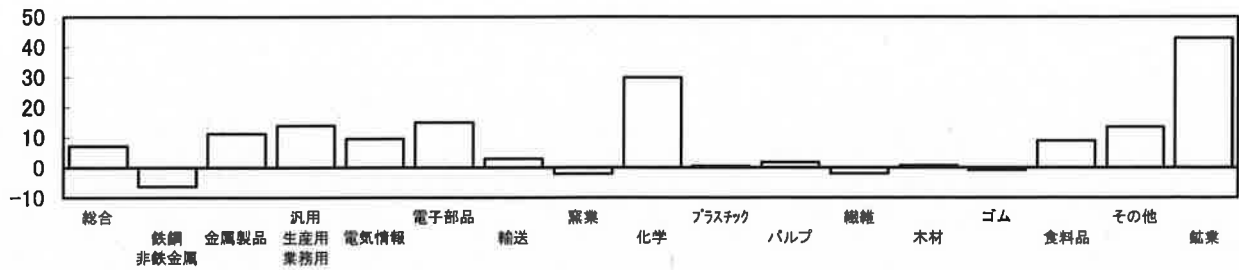 50
40
30
20
10
0
-10
総合
鉄鋼
非鉄金属
金属製品
汎用
生産用
業務用
電気情報
電子部品
輸送
窯業
化学
プラスチック
パルプ
繊維
木材
ゴム
食料品
その他
鉱業